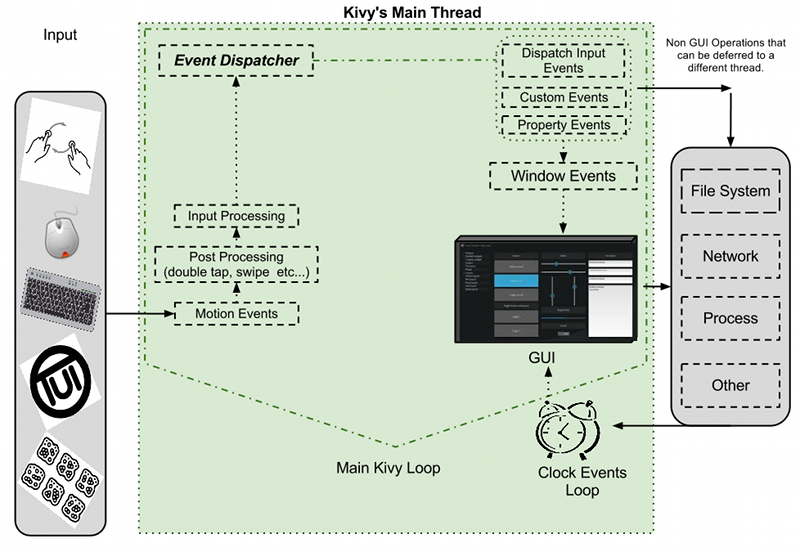 Kivy's Main Thread
Input
Event Dispatcher
Dispatch Input
Events
Custom Events
Property Events
Non GUI Operations that
can be deferred to a
different thread.
Window Events
File System
Network
Process
Other
Input Processing
Post Processing
(double tap, swipe etc...)
Motion Events
TUI
GUI
Main Kivy Loop
Clock Events
Loop